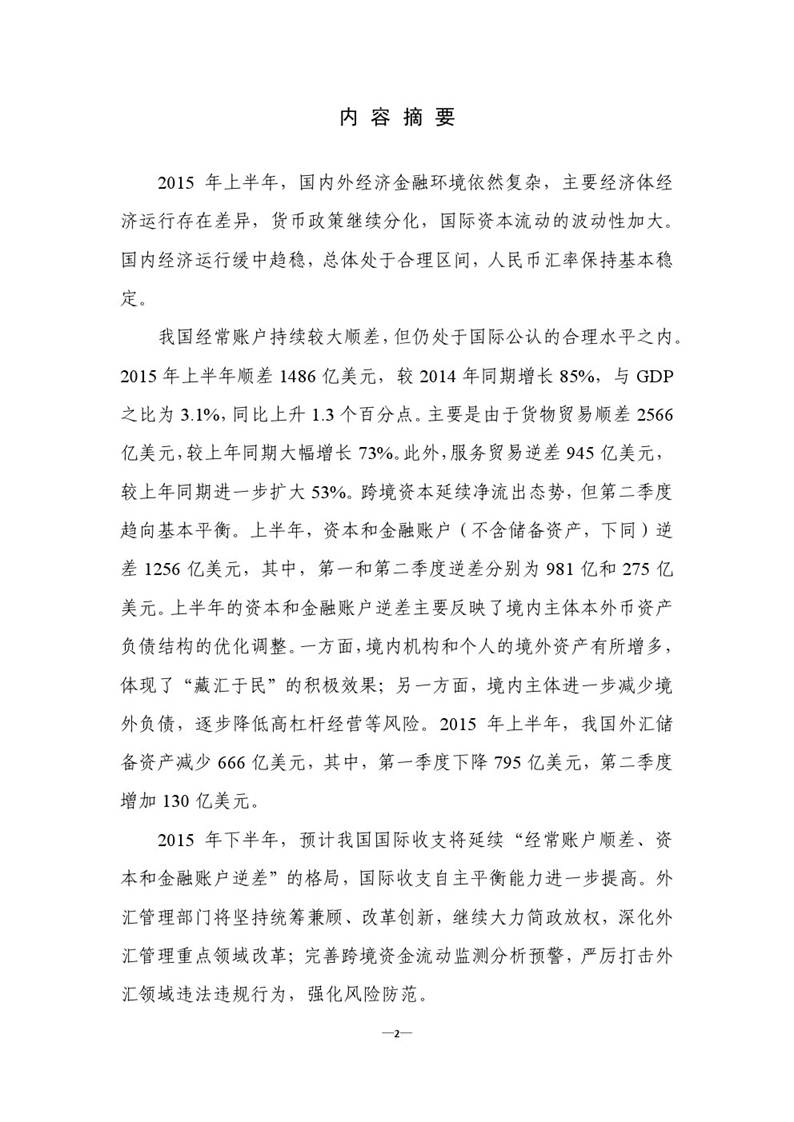 内 容 摘 要
2015 年上半年，国内外经济金融环境依然复杂，主要经济体经
济运行存在差异，货币政策继续分化，国际资本流动的波动性加大。
国内经济运行缓中趋稳，总体处于合理区间，人民币汇率保持基本稳
定。
我国经常账户持续较大顺差，但仍处于国际公认的合理水平之内。
2015 年上半年顺差 1486 亿美元，较 2014 年同期增长 85%，与 GDP
之比为 3.1%，同比上升 1.3 个百分点。主要是由于货物贸易顺差 2566
亿美元，较上年同期大幅增长 73%。此外，服务贸易逆差 945 亿美元，
较上年同期进一步扩大 53%。跨境资本延续净流出态势，但第二季度
趋向基本平衡。上半年，资本和金融账户（不含储备资产，下同）逆
差 1256 亿美元，其中，第一和第二季度逆差分别为 981 亿和 275 亿
美元。上半年的资本和金融账户逆差主要反映了境内主体本外币资产
负债结构的优化调整。一方面，境内机构和个人的境外资产有所增多，
体现了“藏汇于民”的积极效果；另一方面，境内主体进一步减少境
外负债，逐步降低高杠杆经营等风险。2015 年上半年，我国外汇储
备资产减少 666 亿美元，其中，第一季度下降 795 亿美元，第二季度
增加 130 亿美元。
2015 年下半年，预计我国国际收支将延续“经常账户顺差、资
本和金融账户逆差”的格局，国际收支自主平衡能力进一步提高。外
汇管理部门将坚持统筹兼顾、改革创新，继续大力简政放权，深化外
汇管理重点领域改革；完善跨境资金流动监测分析预警，严厉打击外
汇领域违法违规行为，强化风险防范。
—2—